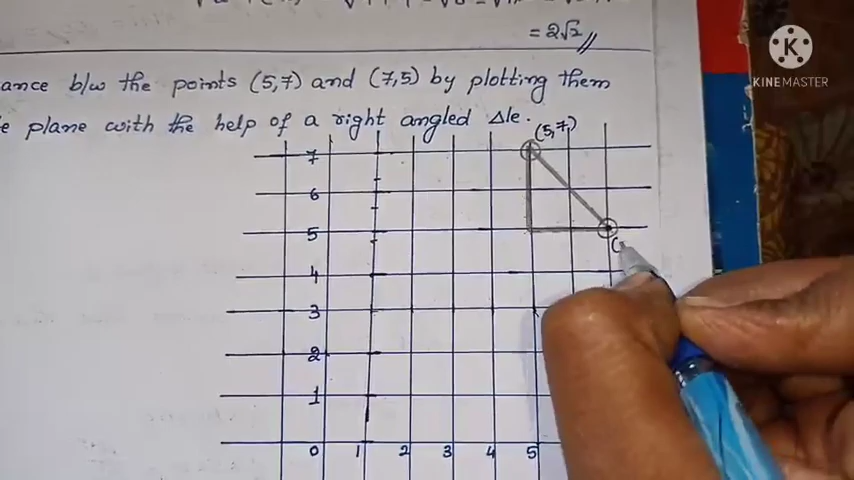 = 2√2 //
ance b/w the points (5,7) and (7,5) by plotting them
e plane with the help of a right angled Δle.
(5,7)
7
6
5
(
4
3
2
1
0 1 2 3 4 5
K
KINEMASTER